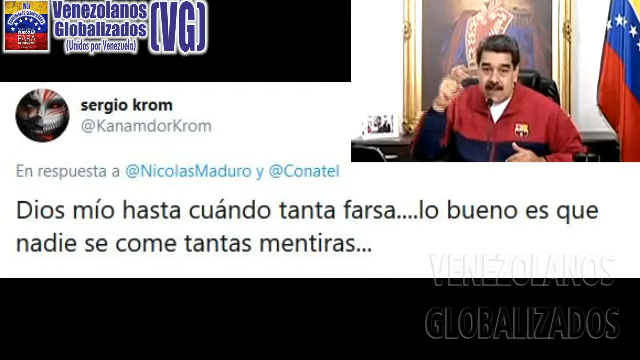 Venezolanos
Globalizados
(Unidos por Venezuela)
(VG)
sergio krom
@KanamdorKrom
En respuesta a @NicolasMaduro y @Conatel
Dios mío hasta cuándo tanta farsa....lo bueno es que
nadie se come tantas mentiras...
VENEZOLANOS
GLOBALIZADOS